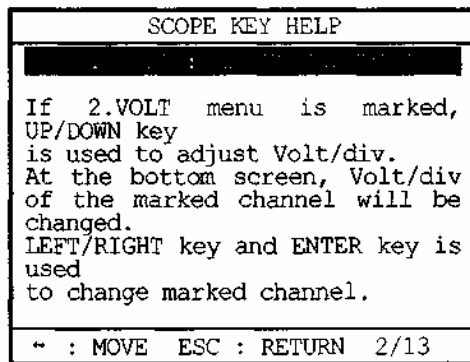 SCOPE KEY HELP
If 2.VOLT menu is marked,
UP/DOWN key
is used to adjust Volt/div.
At the bottom screen, Volt/div
of the marked channel will be
changed.
LEFT/RIGHT key and ENTER key is
used
to change marked channel.
: MOVE ESC : RETURN 2/13